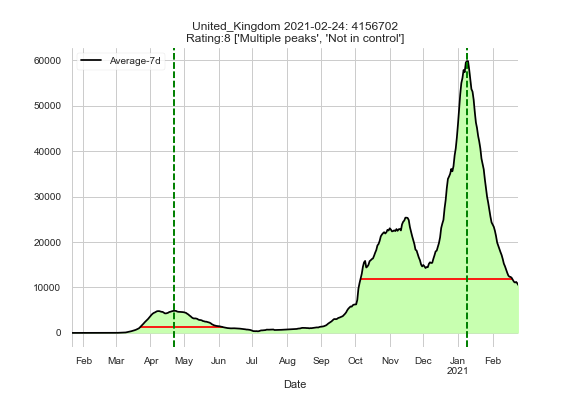 United_Kingdom 2021-02-24: 4156702
Rating:8 ['Multiple peaks', 'Not in control']
Average-7d
60000
50000
40000
30000
20000
10000
0
Feb Mar Apr May Jun Jul Aug Sep Oct Nov Dec Jan Feb
2021
Date